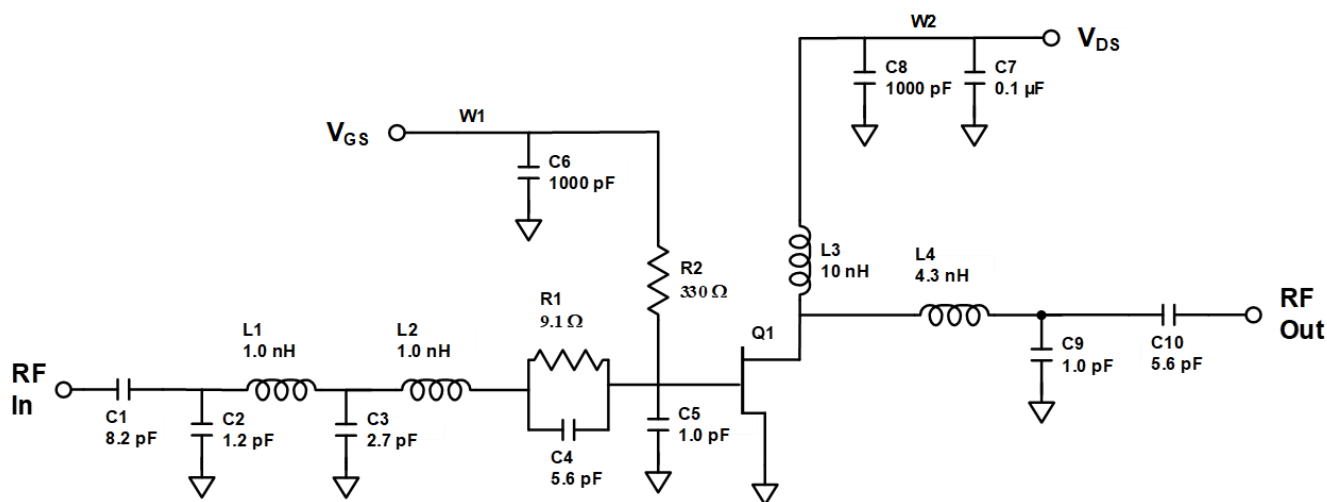 W2
V_DS
C8
1000 pF
C7
0.1 µF
W1
V_GS
C6
1000 pF
R2
330 Ω
L3
10 nH
L4
4.3 nH
R1
9.1 Ω
Q1
RF
Out
C10
5.6 pF
C9
1.0 pF
L1
1.0 nH
L2
1.0 nH
RF
In
C1
8.2 pF
C2
1.2 pF
C3
2.7 pF
C4
5.6 pF
C5
1.0 pF